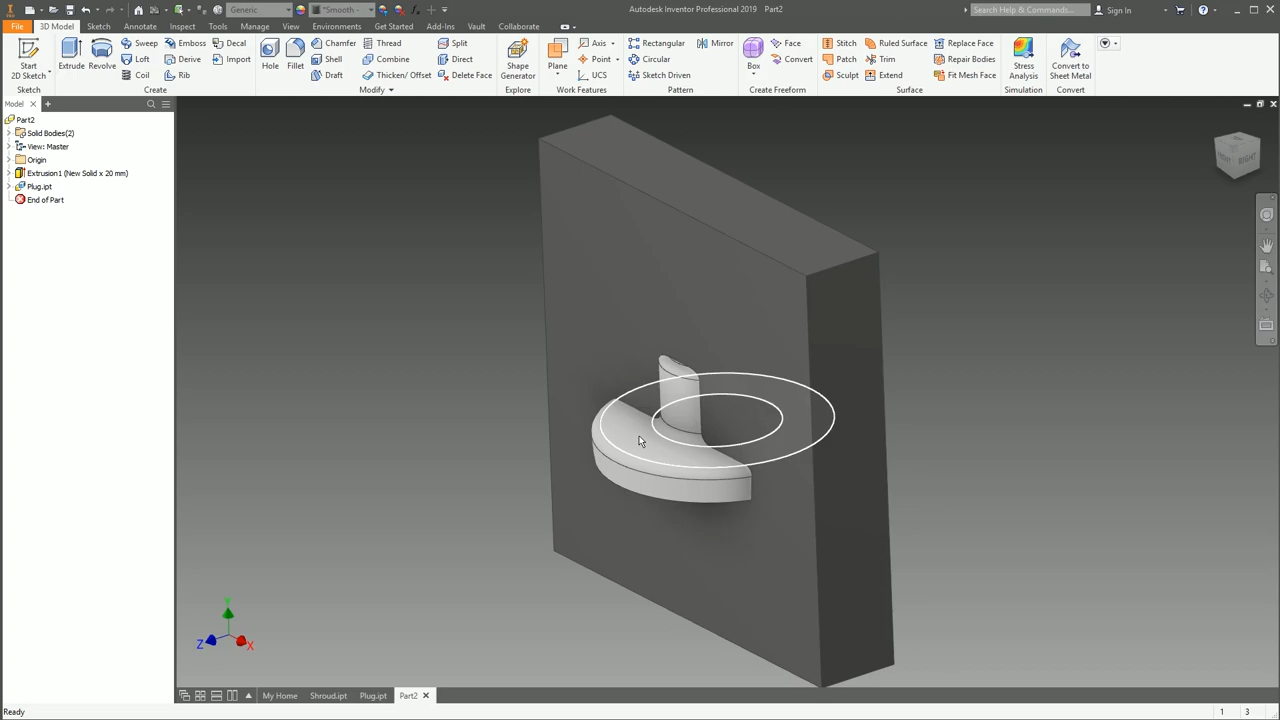 Generic
*Smooth -
Autodesk Inventor Professional 2019 Part2
Search Help & Commands...
Sign In
File 3D Model Sketch Annotate Inspect Tools Manage View Environments Get Started Add-Ins Vault Collaborate
Start
2D Sketch
Sketch
Extrude
Revolve
Sweep
Loft
Coil
Emboss
Derive
Rib
Decal
Import
Create
Hole
Fillet
Chamfer
Shell
Draft
Thread
Combine
Thicken/ Offset
Split
Direct
Delete Face
Modify
Shape
Generator
Explore
Plane
Axis
Point
UCS
Work Features
Rectangular
Circular
Sketch Driven
Mirror
Pattern
Box
Face
Convert
Create Freeform
Stitch
Patch
Sculpt
Ruled Surface
Trim
Extend
Replace Face
Repair Bodies
Fit Mesh Face
Surface
Stress
Analysis
Simulation
Convert to
Sheet Metal
Convert
Model
Part2
Solid Bodies(2)
View: Master
Origin
Extrusion1 (New Solid x 20 mm)
Plug.ipt
End of Part
FRONT
RIGHT
Y
Z
X
My Home Shroud.ipt Plug.ipt Part2
Ready
1 3